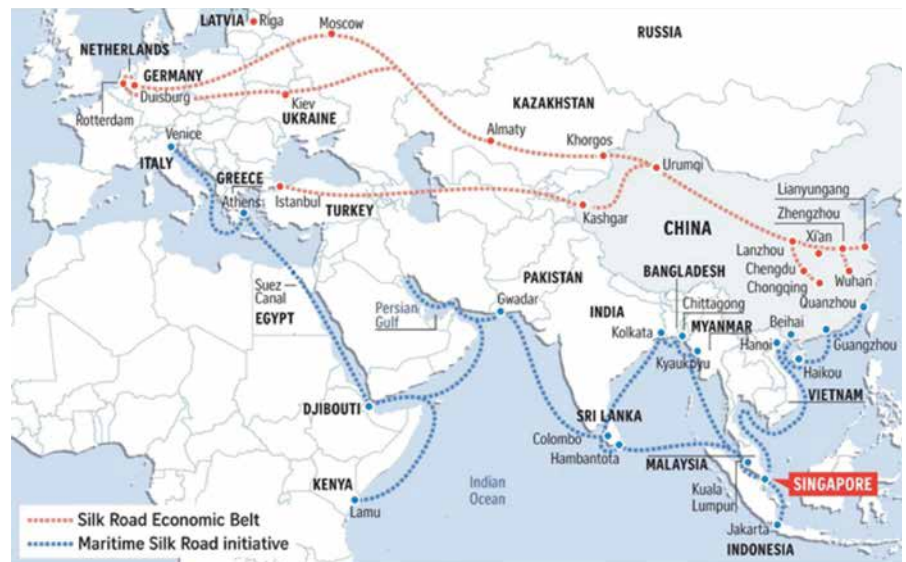 LATVIA
Riga
Moscow
RUSSIA
NETHERLANDS
GERMANY
Duisburg
Rotterdam
Kiev
UKRAINE
KAZAKHSTAN
Almaty
Khorgos
Urumqi
Venice
ITALY
GREECE
Athens
Istanbul
TURKEY
Kashgar
CHINA
Lianyungang
Zhengzhou
Xi'an
Lanzhou
Chengdu
Chongqing
Wuhan
Quanzhou
Suez
Canal
EGYPT
Persian
Gulf
PAKISTAN
Gwadar
INDIA
BANGLADESH
Chittagong
Kolkata
MYANMAR
Kyaukpyu
Beihai
Hanoi
Guangzhou
Haikou
VIETNAM
DJIBOUTI
SRI LANKA
Colombo
Hambantota
MALAYSIA
Kuala
Lumpur
SINGAPORE
KENYA
Lamu
Indian
Ocean
Jakarta
INDONESIA
Silk Road Economic Belt
Maritime Silk Road initiative